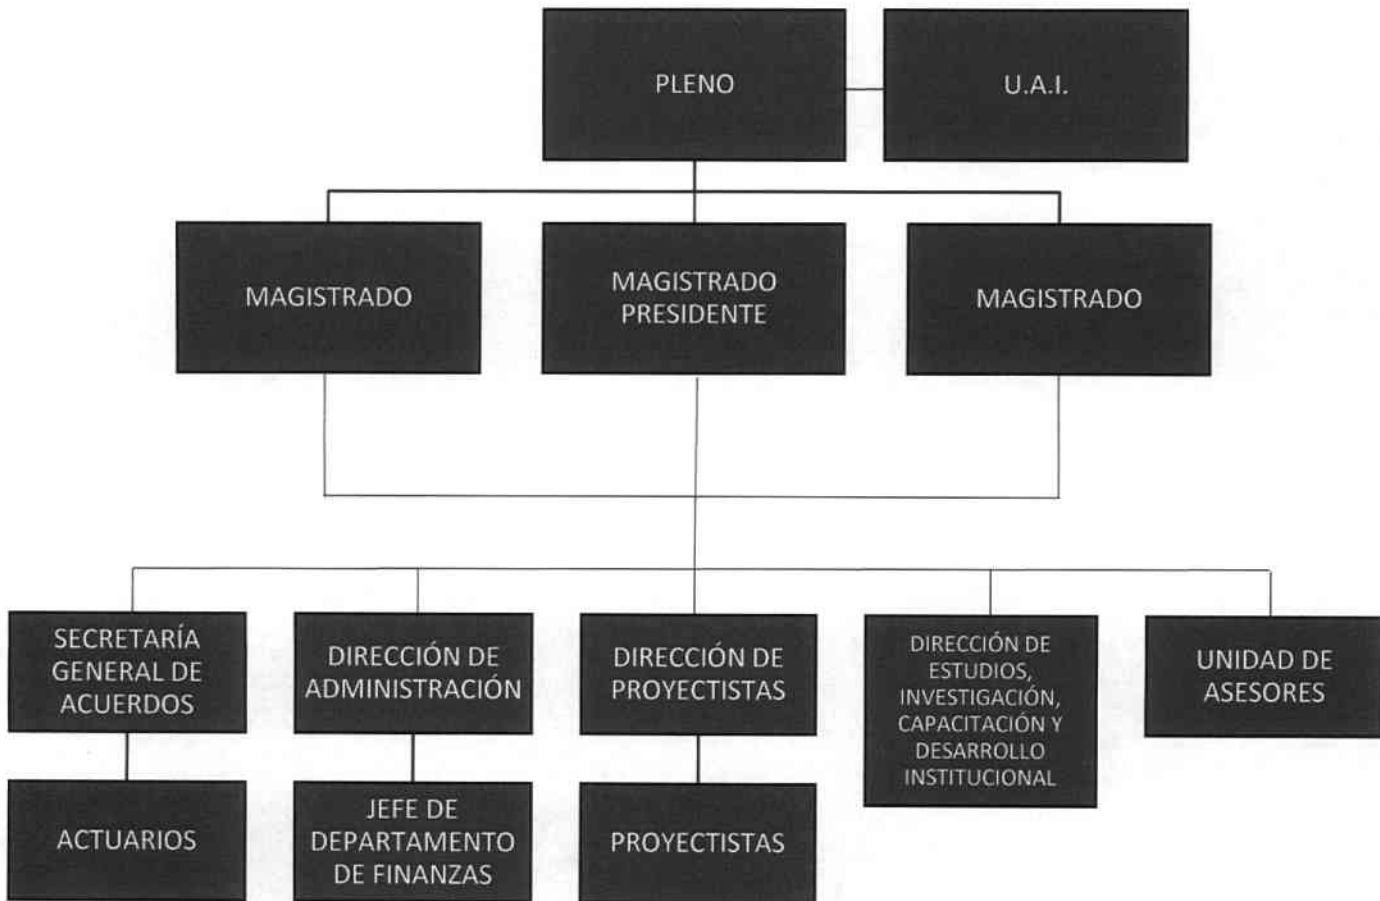 PLENO
U.A.I.
MAGISTRADO
MAGISTRADO
PRESIDENTE
MAGISTRADO
SECRETARÍA
GENERAL DE
ACUERDOS
DIRECCIÓN DE
ADMINISTRACIÓN
DIRECCIÓN DE
PROYECTISTAS
DIRECCIÓN DE
ESTUDIOS,
INVESTIGACIÓN,
CAPACITACIÓN Y
DESARROLLO
INSTITUCIONAL
UNIDAD DE
ASESORES
ACTUARIOS
JEFE DE
DEPARTAMENTO
DE FINANZAS
PROYECTISTAS